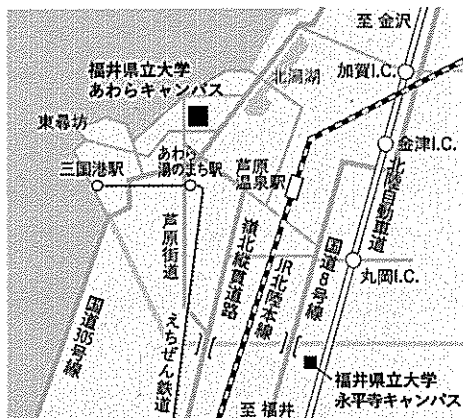 至 金沢
福井県立大学
あわらキャンパス
北潟湖
加賀I.C.
東尋坊
金津I.C.
三国港駅
あわら
湯のまち駅
芦原
温泉駅
北陸自動車道
芦原街道
嶺北縦貫道路
JR北陸本線
国道8号線
丸岡I.C.
国道305号線
えちぜん鉄道
至 福井
福井県立大学
永平寺キャンパス